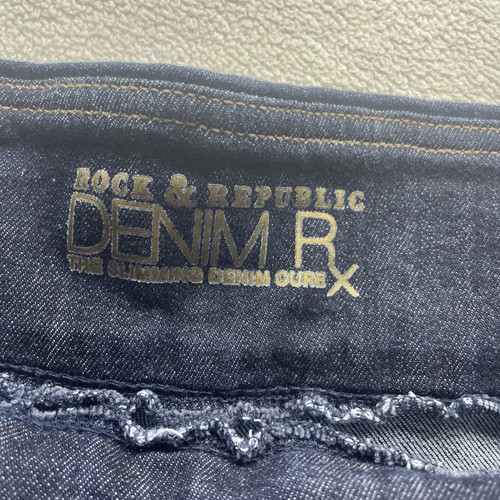 ROCK & REPUBLIC
DENIM Rx
THE SLIMMING DENIM CURE